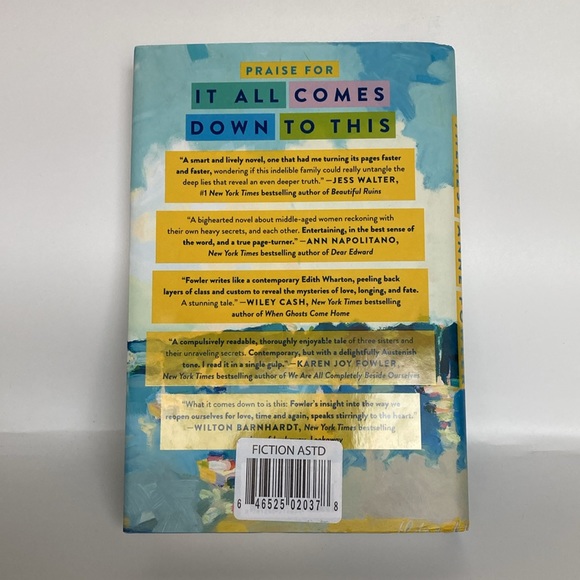 PRAISE FOR
IT ALL COMES
DOWN TO THIS
"A smart and lively novel, one that had me turning its pages faster
and faster, wondering if this indelible family could really untangle the
deep lies that reveal an even deeper truth." —JESS WALTER,
#1 New York Times bestselling author of Beautiful Ruins
"A bighearted novel about middle-aged women reckoning with
their own heavy secrets, and each other. Entertaining, in the best sense of
the word, and a true page-turner." —ANN NAPOLITANO,
New York Times bestselling author of Dear Edward
"Fowler writes like a contemporary Edith Wharton, peeling back
layers of class and custom to reveal the mysteries of love, longing, and fate.
A stunning tale." —WILEY CASH, New York Times bestselling
author of When Ghosts Come Home
"A compulsively readable, thoroughly enjoyable tale of three sisters and
their unraveling secrets. Contemporary, but with a delightfully Austenish
tone. I read it in a single gulp." —KAREN JOY FOWLER,
New York Times bestselling author of We Are All Completely Beside Ourselves
"What it comes down to is this: Fowler's insight into the way we
reopen ourselves for love, time and again, speaks stirringly to the heart."
—WILTON BARNHARDT, New York Times bestselling
FICTION ASTD
6 46525 02037 8